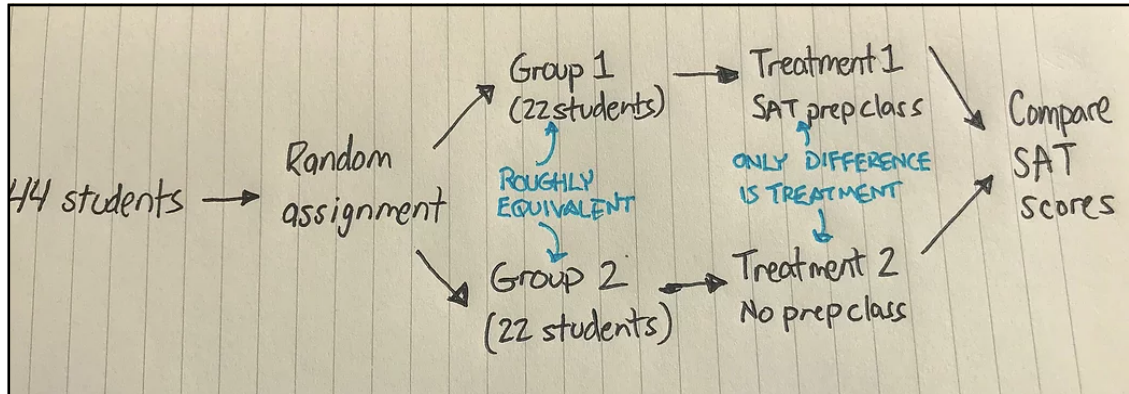 44 students
Random
assignment
Group 1
(22 students)
ROUGHLY
EQUIVALENT
Group 2
(22 students)
Treatment 1
SAT prep class
ONLY DIFFERENCE
IS TREATMENT
Treatment 2
No prep class
Compare
SAT
scores